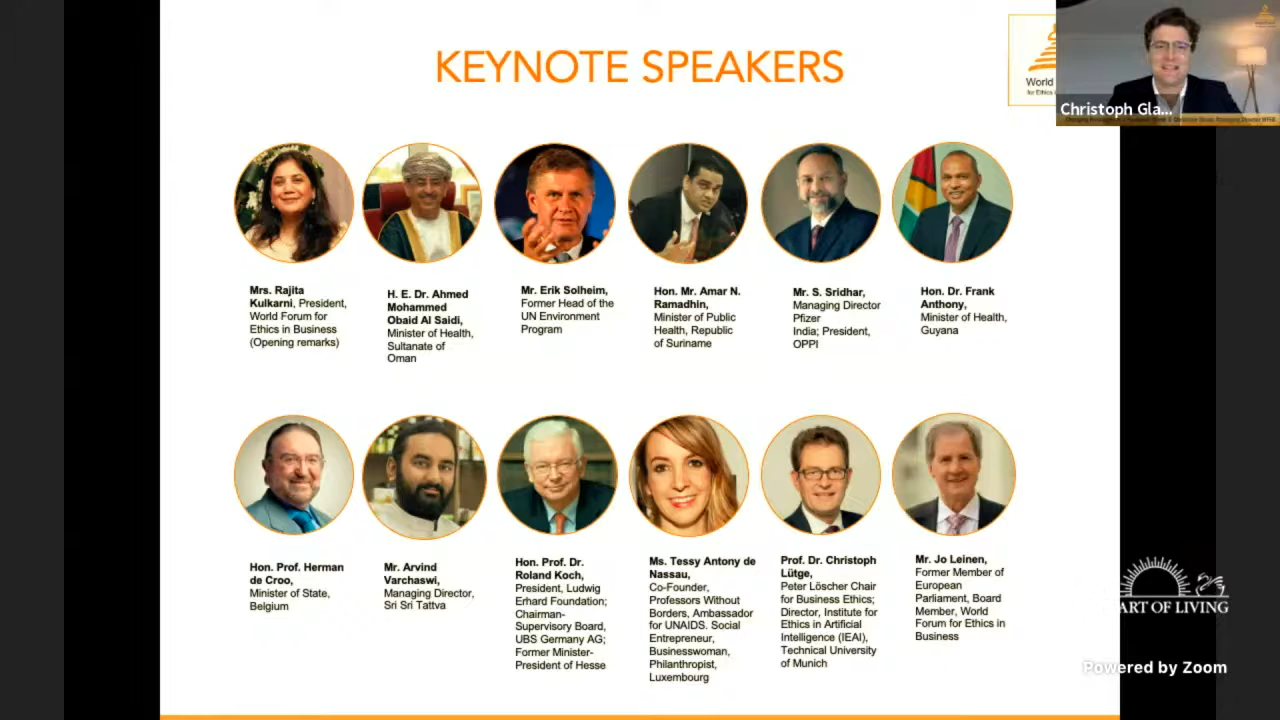 KEYNOTE SPEAKERS
World
for Ethics
Christoph Gla...
Mrs. Rajita
Kulkarni, President,
World Forum for
Ethics in Business
(Opening remarks)
H. E. Dr. Ahmed
Mohammed
Obaid Al Saidi,
Minister of Health,
Sultanate of
Oman
Mr. Erik Solheim,
Former Head of the
UN Environment
Program
Hon. Mr. Amar N.
Ramadhin,
Minister of Public
Health, Republic
of Suriname
Mr. S. Sridhar,
Managing Director
Pfizer
India; President,
OPPI
Hon. Dr. Frank
Anthony,
Minister of Health,
Guyana
Hon. Prof. Herman
de Croo,
Minister of State,
Belgium
Mr. Arvind
Varchaswi,
Managing Director,
Sri Sri Tattva
Hon. Prof. Dr.
Roland Koch,
President, Ludwig
Erhard Foundation;
Chairman-
Supervisory Board,
UBS Germany AG;
Former Minister-
President of Hesse
Ms. Tessy Antony de
Nassau,
Co-Founder,
Professors Without
Borders, Ambassador
for UNAIDS. Social
Entrepreneur,
Businesswoman,
Philanthropist,
Luxembourg
Prof. Dr. Christoph
Lütge,
Peter Löscher Chair
for Business Ethics;
Director, Institute for
Ethics in Artificial
Intelligence (IEAI),
Technical University
of Munich
Mr. Jo Leinen,
Former Member of
European
Parliament, Board
Member, World
Forum for Ethics in
Business
ART OF LIVING
Powered by Zoom